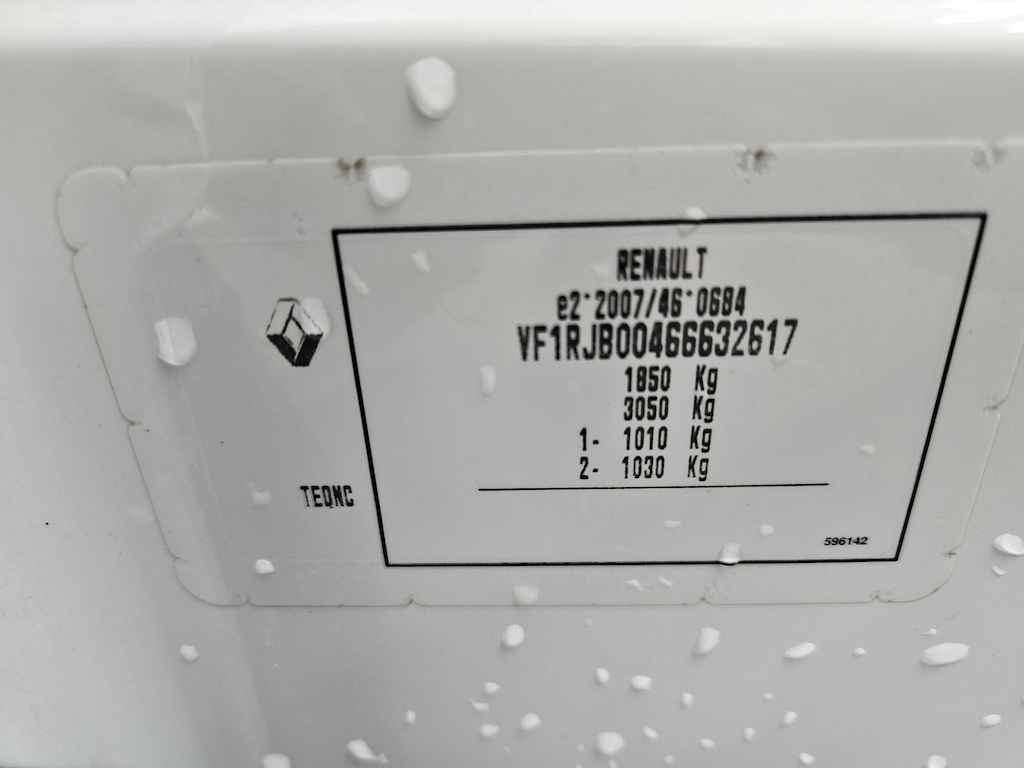 RENAULT
e2*2007/46*0684
VF1RJB00466632617
1850 Kg
3050 Kg
1- 1010 Kg
2- 1030 Kg
TEQNC
596142